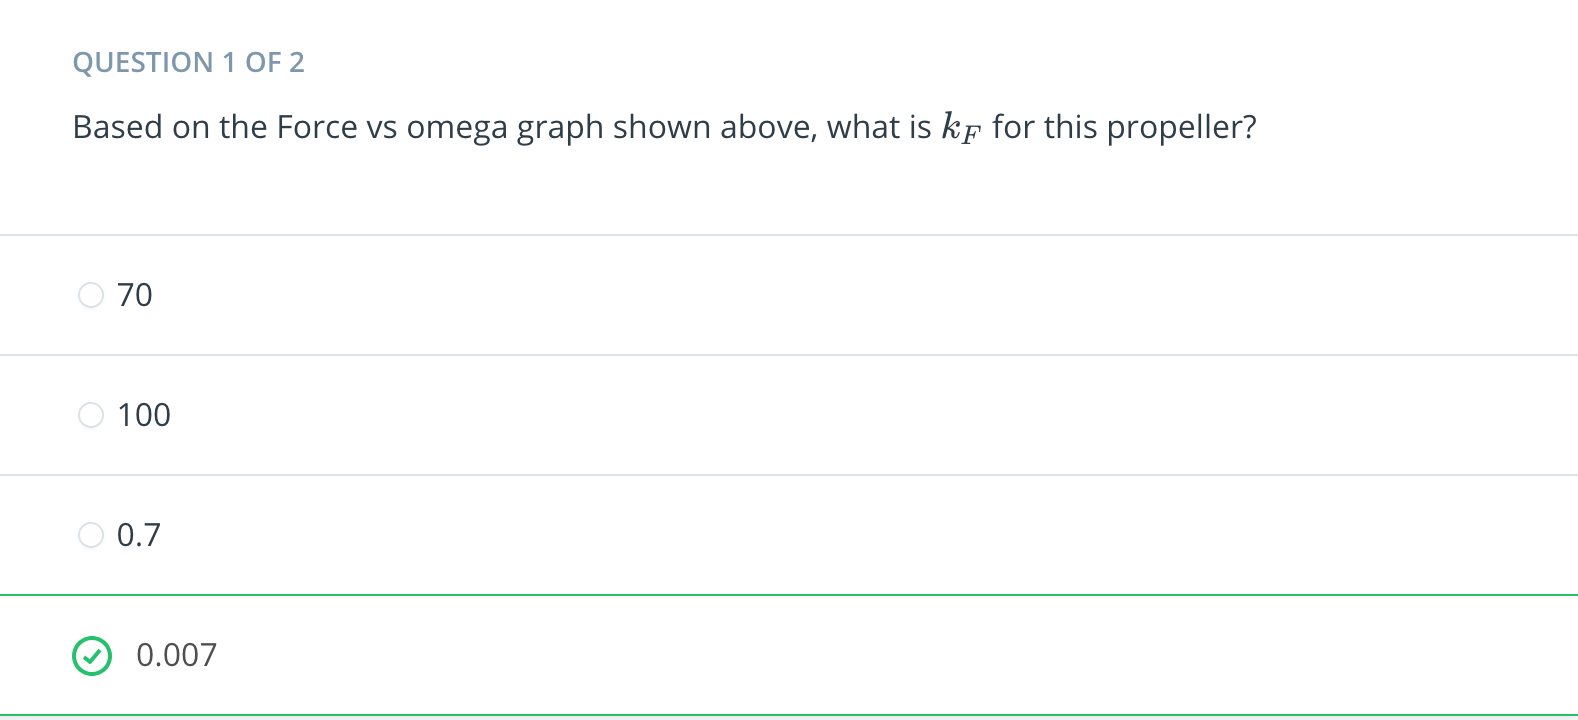 QUESTION 1 OF 2
Based on the Force vs omega graph shown above, what is k_F for this propeller?
70
100
0.7
0.007